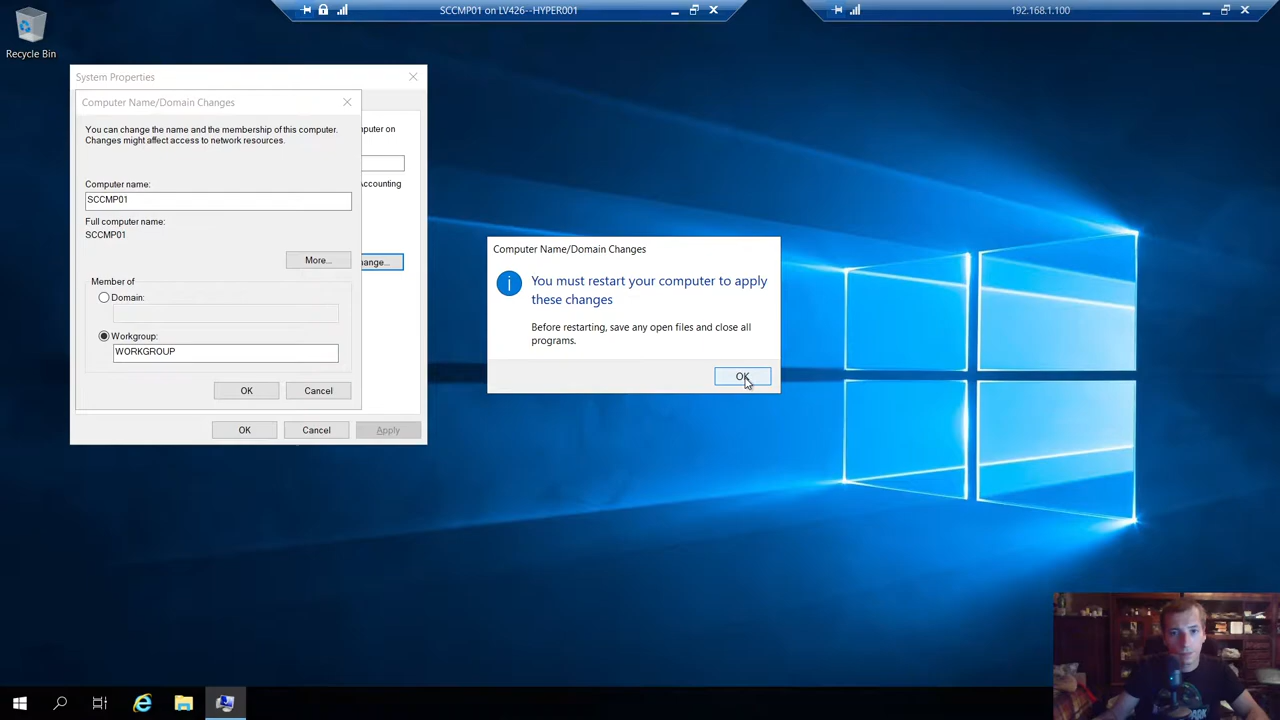 SCCMP01 on LV426--HYPER001
192.168.1.100
Recycle Bin
System Properties
Computer Name/Domain Changes
You can change the name and the membership of this computer.
Changes might affect access to network resources.
puter on
Computer name:
SCCMP01
Accounting
Full computer name:
SCCMP01
More...
ange...
Member of
Domain:
Workgroup:
WORKGROUP
OK
Cancel
OK
Cancel
Apply
Computer Name/Domain Changes
You must restart your computer to apply
these changes
Before restarting, save any open files and close all
programs.
OK